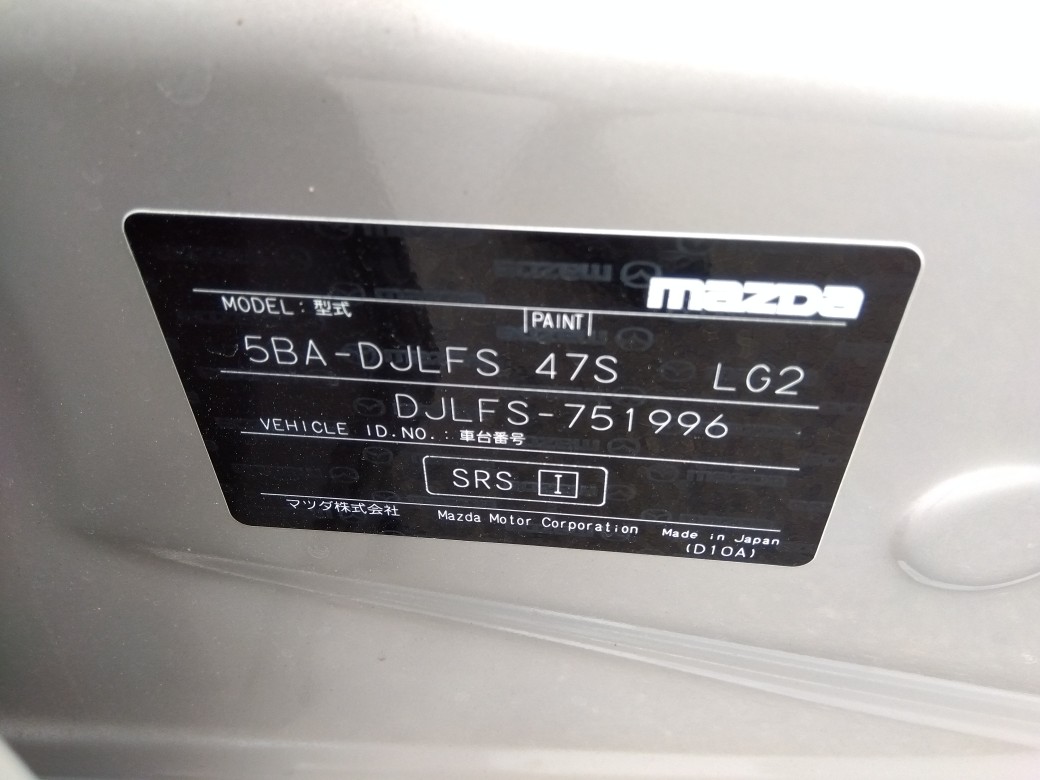 mazda
MODEL : 型式
PAINT
5BA-DJLFS 47S LG2
DJLFS-751996
VEHICLE ID.NO. : 車台番号
SRS I
マツダ株式会社 Mazda Motor Corporation Made in Japan
(D10A)